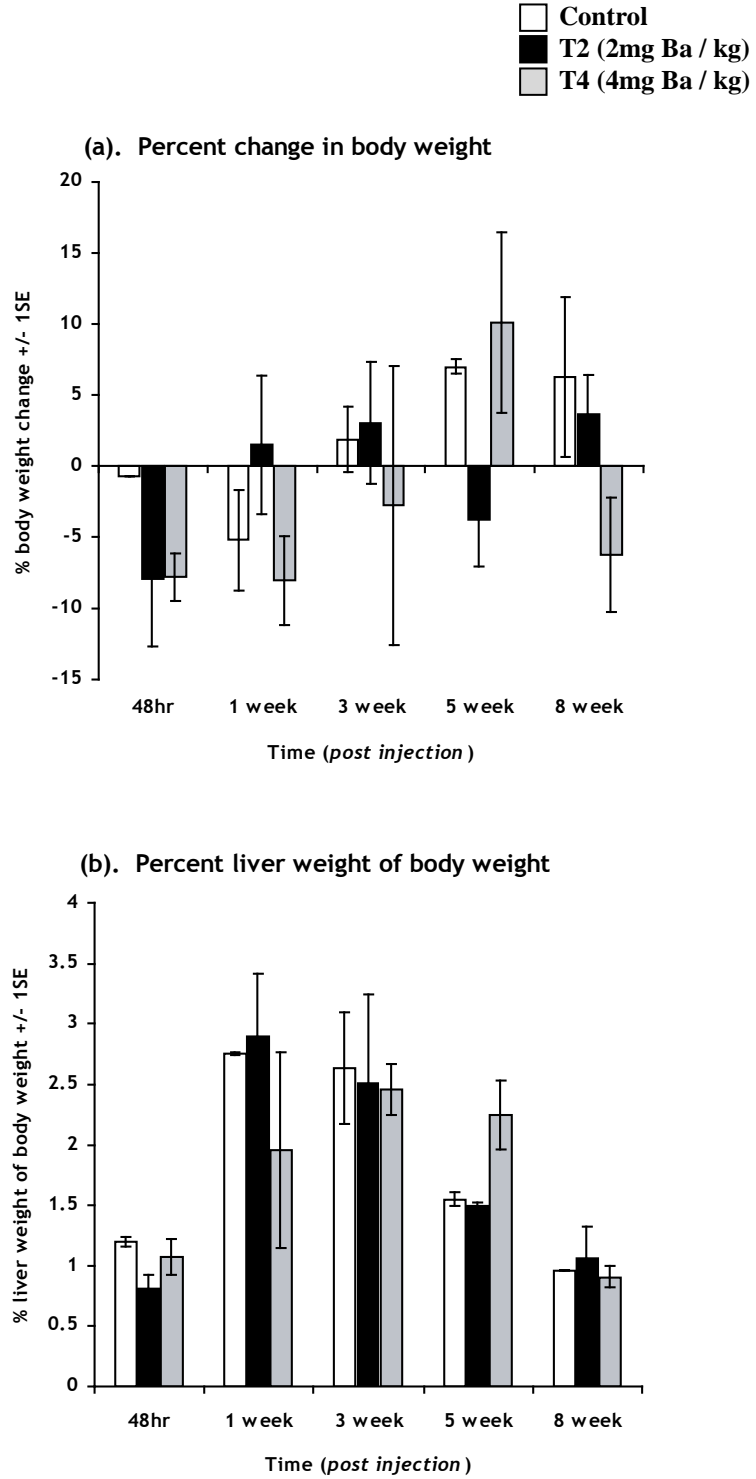 Control
T2 (2mg Ba / kg)
T4 (4mg Ba / kg)
(a). Percent change in body weight
% body weight change +/- 1SE
20
15
10
5
0
-5
-10
-15
48hr 1 week 3 week 5 week 8 week
Time (post injection)
(b). Percent liver weight of body weight
% liver weight of body weight +/- 1SE
4
3.5
3
2.5
2
1.5
1
0.5
0
48hr 1 week 3 week 5 week 8 week
Time (post injection)